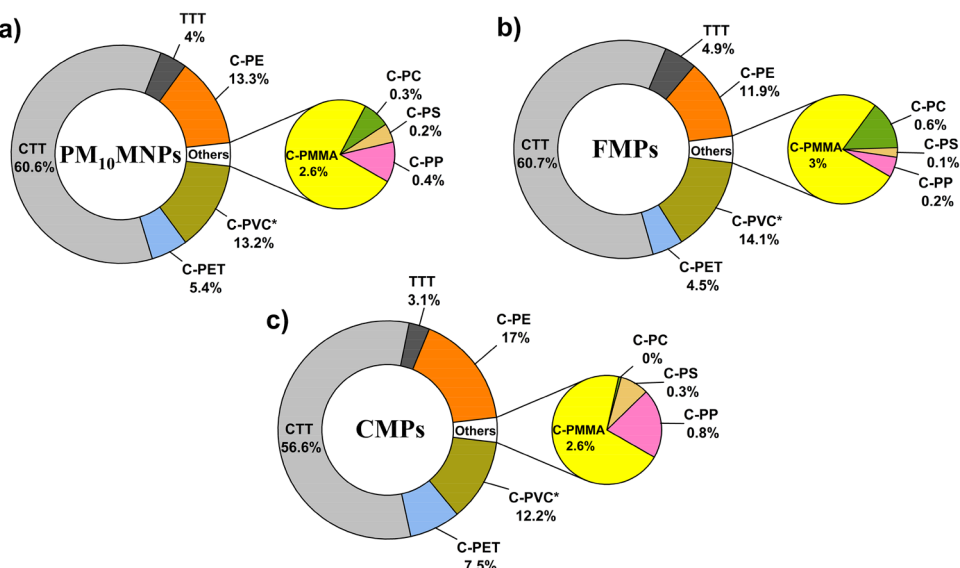 a)
TTT
4%
C-PE
13.3%
CTT
60.6%
PM₁₀MNPs
Others
C-PVC*
13.2%
C-PET
5.4%
C-PMMA
2.6%
C-PC
0.3%
C-PS
0.2%
C-PP
0.4%
b)
TTT
4.9%
C-PE
11.9%
CTT
60.7%
FMPs
Others
C-PVC*
14.1%
C-PET
4.5%
C-PMMA
3%
C-PC
0.6%
C-PS
0.1%
C-PP
0.2%
c)
TTT
3.1%
C-PE
17%
CTT
56.6%
CMPs
Others
C-PVC*
12.2%
C-PET
7.5%
C-PMMA
2.6%
C-PC
0%
C-PS
0.3%
C-PP
0.8%